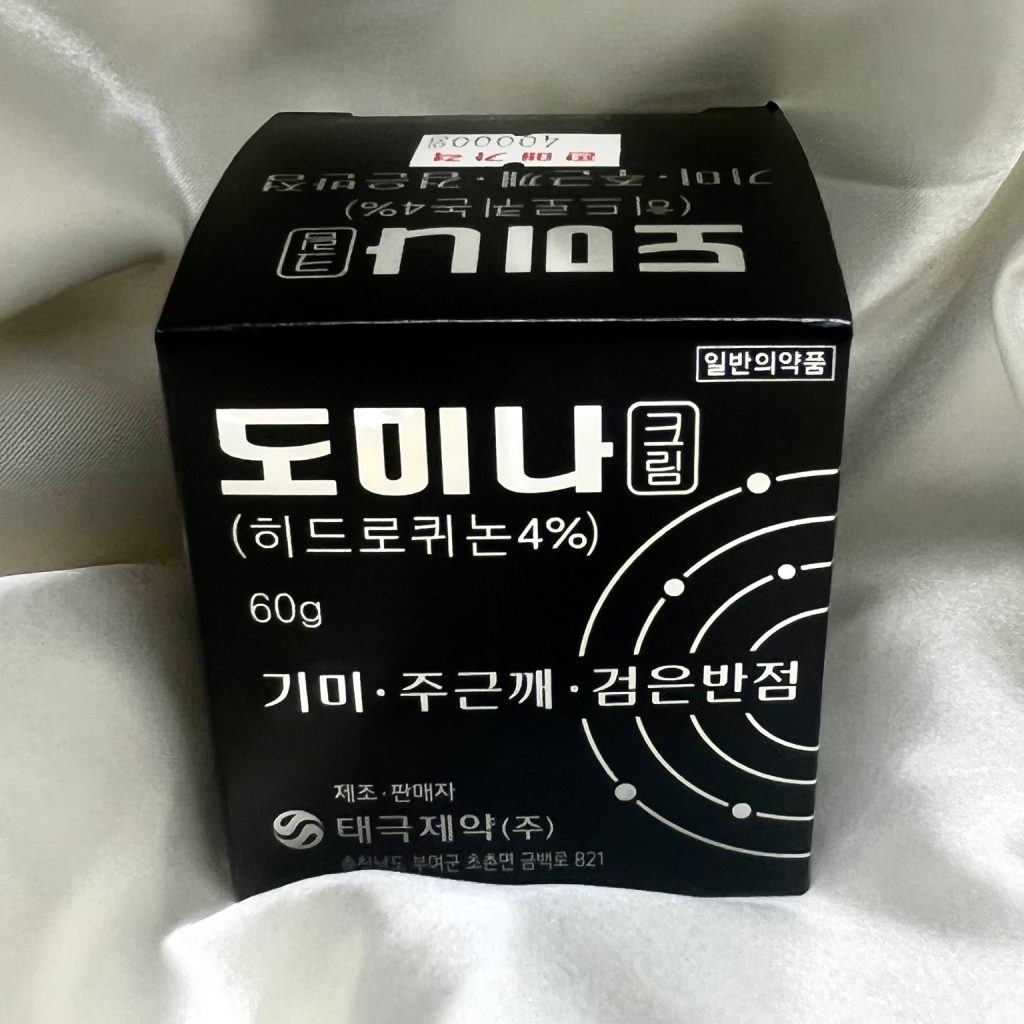 판매가격
40000원
기미·주근깨·검은반점
(히드로퀴논4%)
도미나 크림
일반의약품
도미나 크림
(히드로퀴논4%)
60g
기미·주근깨·검은반점
제조·판매자
태극제약(주)
충청남도 부여군 초촌면 금백로 821